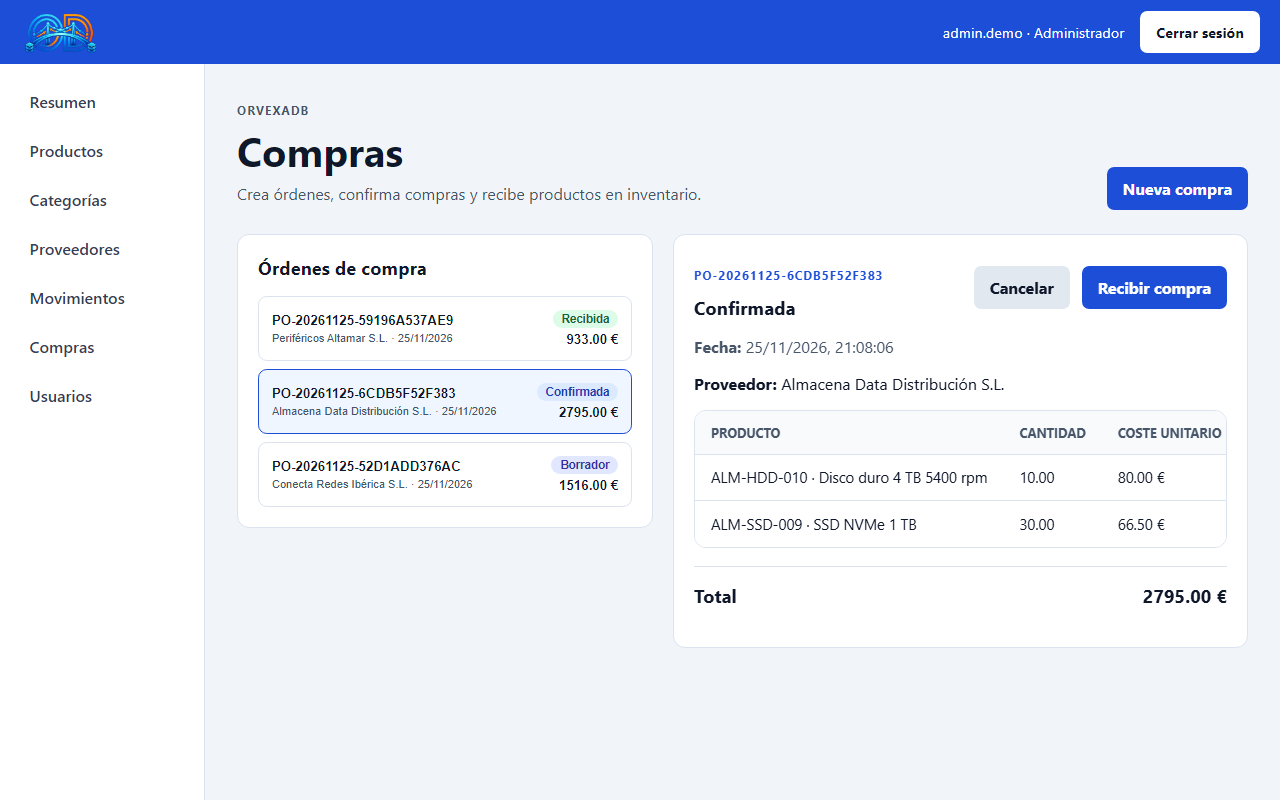 admin.demo · Administrador
Cerrar sesión
Resumen
Productos
Categorías
Proveedores
Movimientos
Compras
Usuarios
ORVEXADB
Compras
Crea órdenes, confirma compras y recibe productos en inventario.
Nueva compra
Órdenes de compra
PO-20261125-59196A537AE9 Recibida
Periféricos Altamar S.L. · 25/11/2026 933.00 €
PO-20261125-6CDB5F52F383 Confirmada
Almacena Data Distribución S.L. · 25/11/2026 2795.00 €
PO-20261125-52D1ADD376AC Borrador
Conecta Redes Ibérica S.L. · 25/11/2026 1516.00 €
PO-20261125-6CDB5F52F383
Confirmada
Cancelar
Recibir compra
Fecha: 25/11/2026, 21:08:06
Proveedor: Almacena Data Distribución S.L.
PRODUCTO CANTIDAD COSTE UNITARIO
ALM-HDD-010 · Disco duro 4 TB 5400 rpm 10.00 80.00 €
ALM-SSD-009 · SSD NVMe 1 TB 30.00 66.50 €
Total 2795.00 €